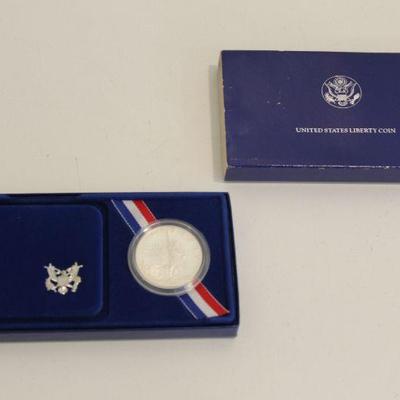 UNITED STATES LIBERTY COIN